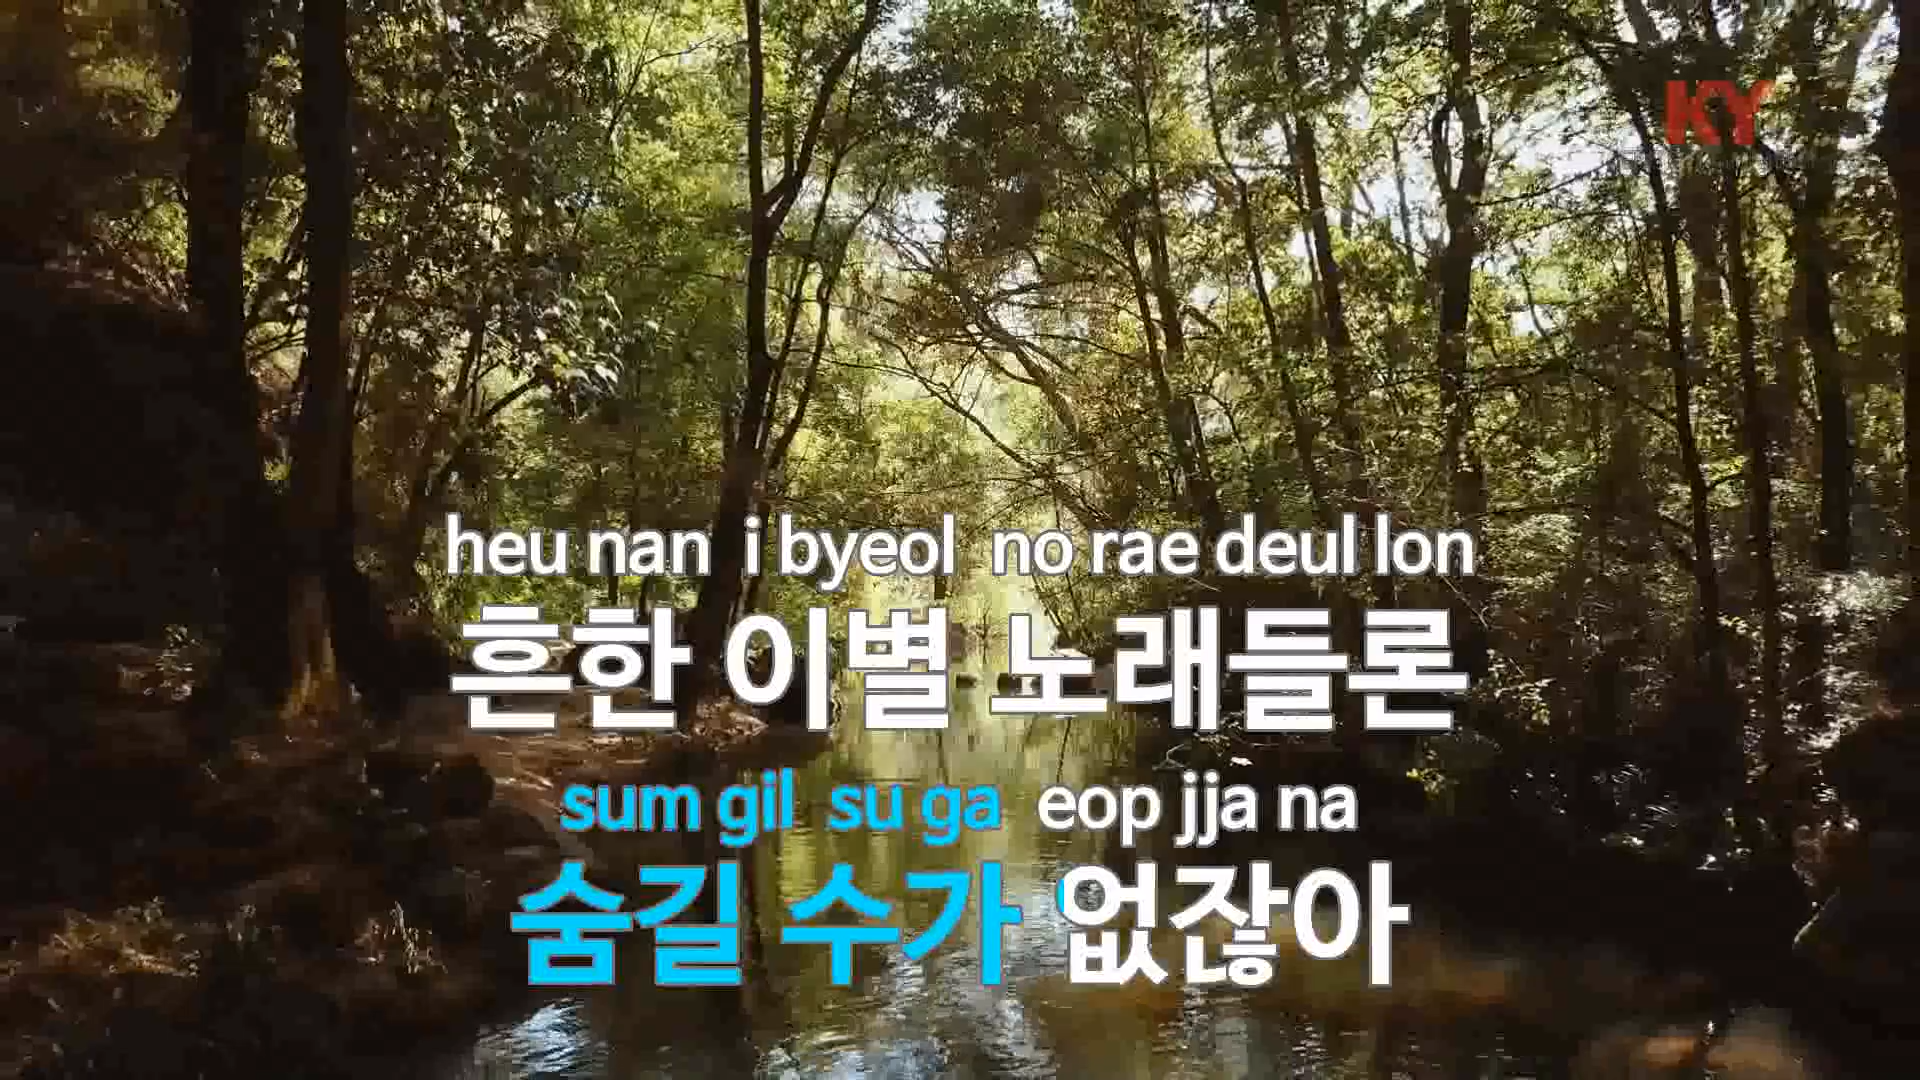 KY
heu nan i byeol no rae deul lon
흔한 이별 노래들론
sum gil su ga eop jja na
숨길 수가 없잖아